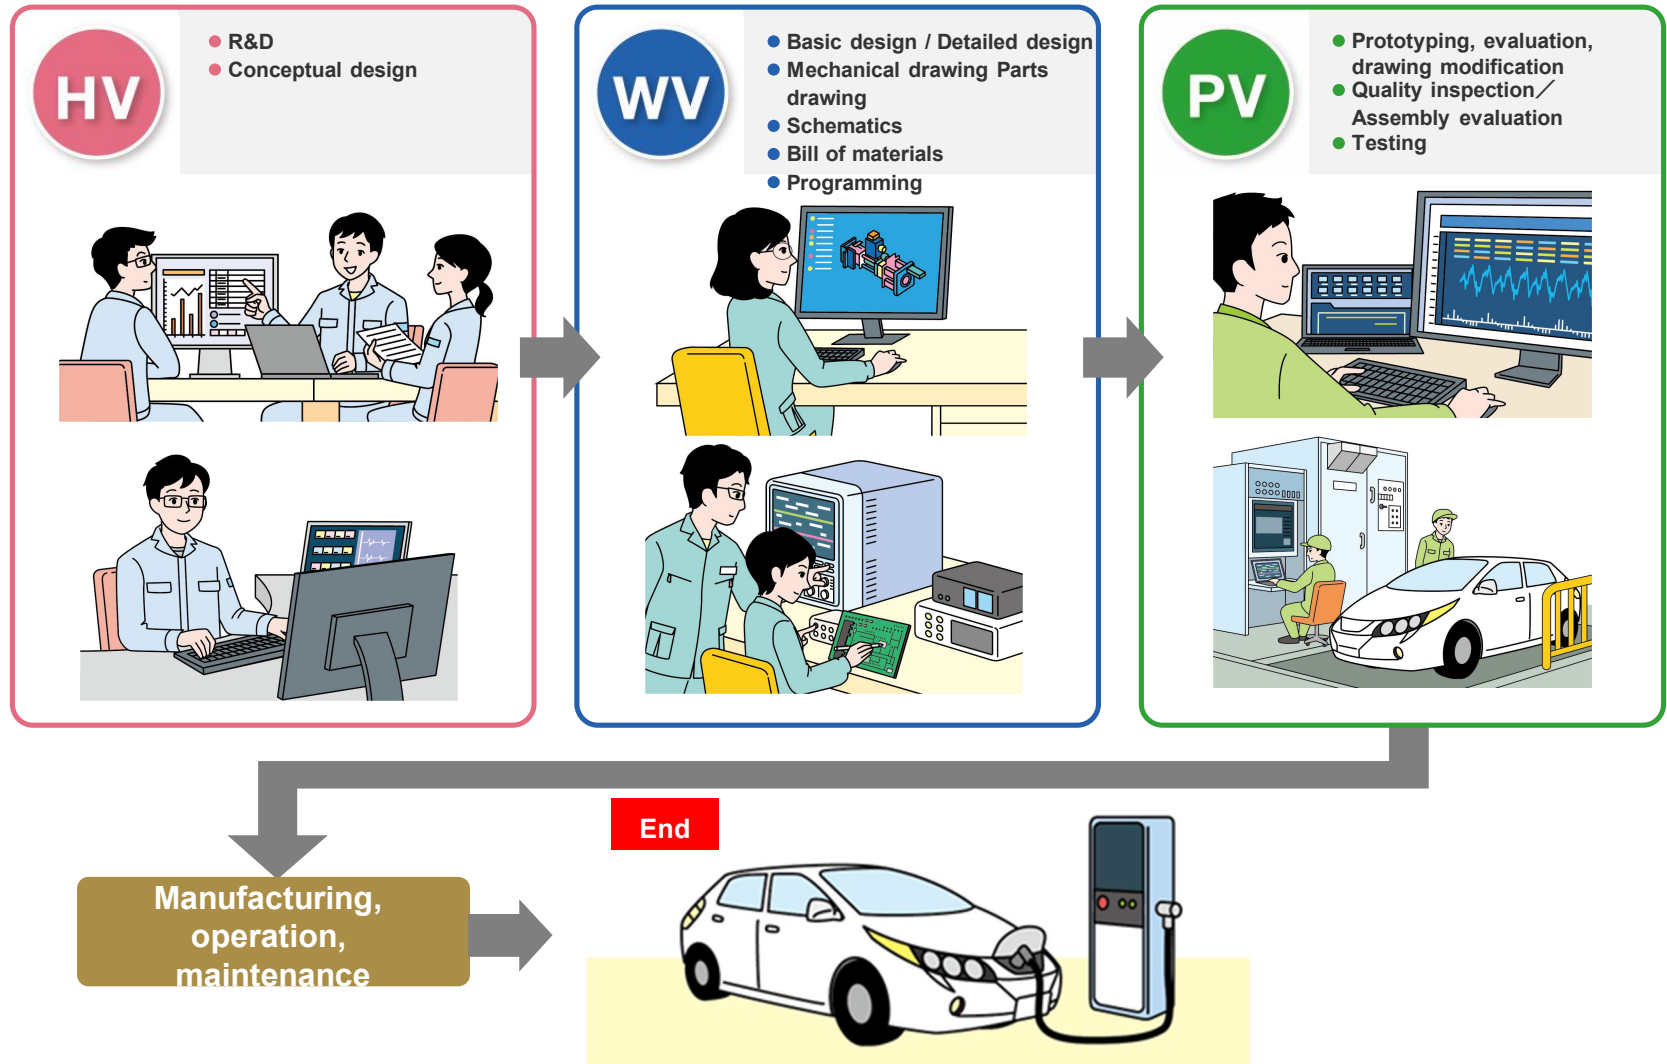 HV
R&D
Conceptual design
WV
Basic design / Detailed design
Mechanical drawing Parts
drawing
Schematics
Bill of materials
Programming
PV
Prototyping, evaluation,
drawing modification
Quality inspection／
Assembly evaluation
Testing
End
Manufacturing,
operation,
maintenance